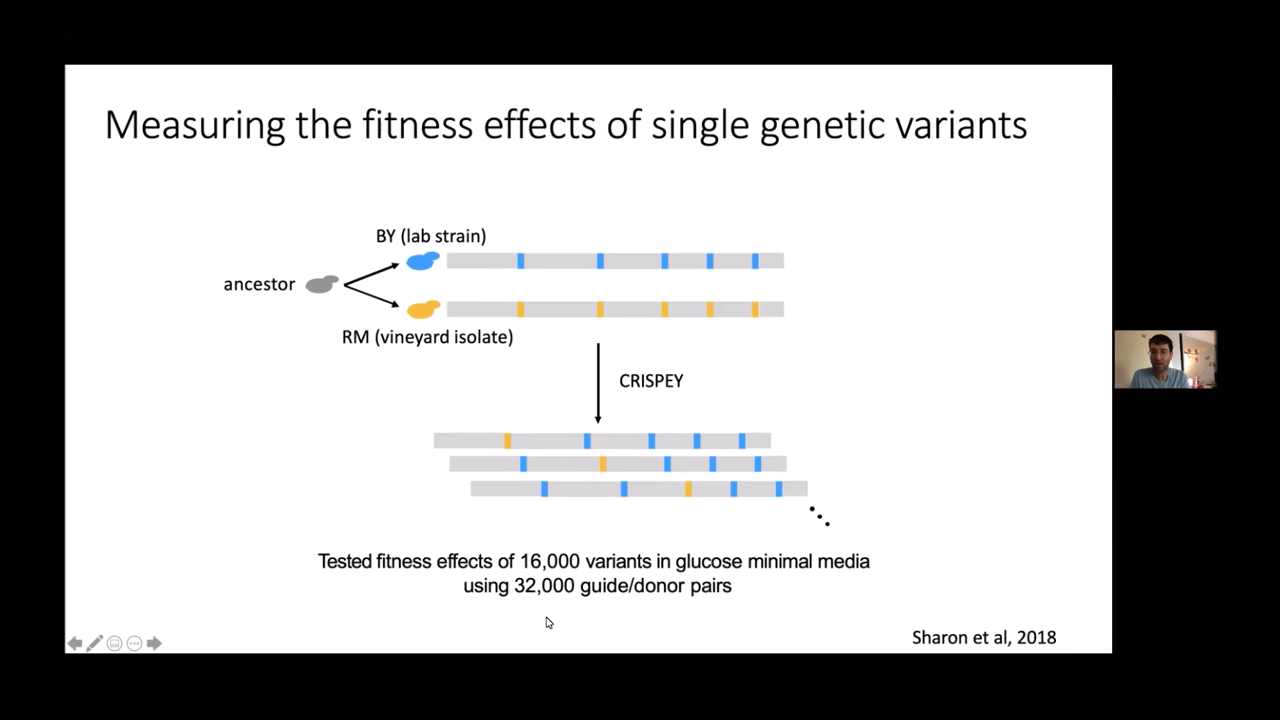 Measuring the fitness effects of single genetic variants
BY (lab strain)
ancestor
RM (vineyard isolate)
CRISPEY
Tested fitness effects of 16,000 variants in glucose minimal media
using 32,000 guide/donor pairs
Sharon et al, 2018